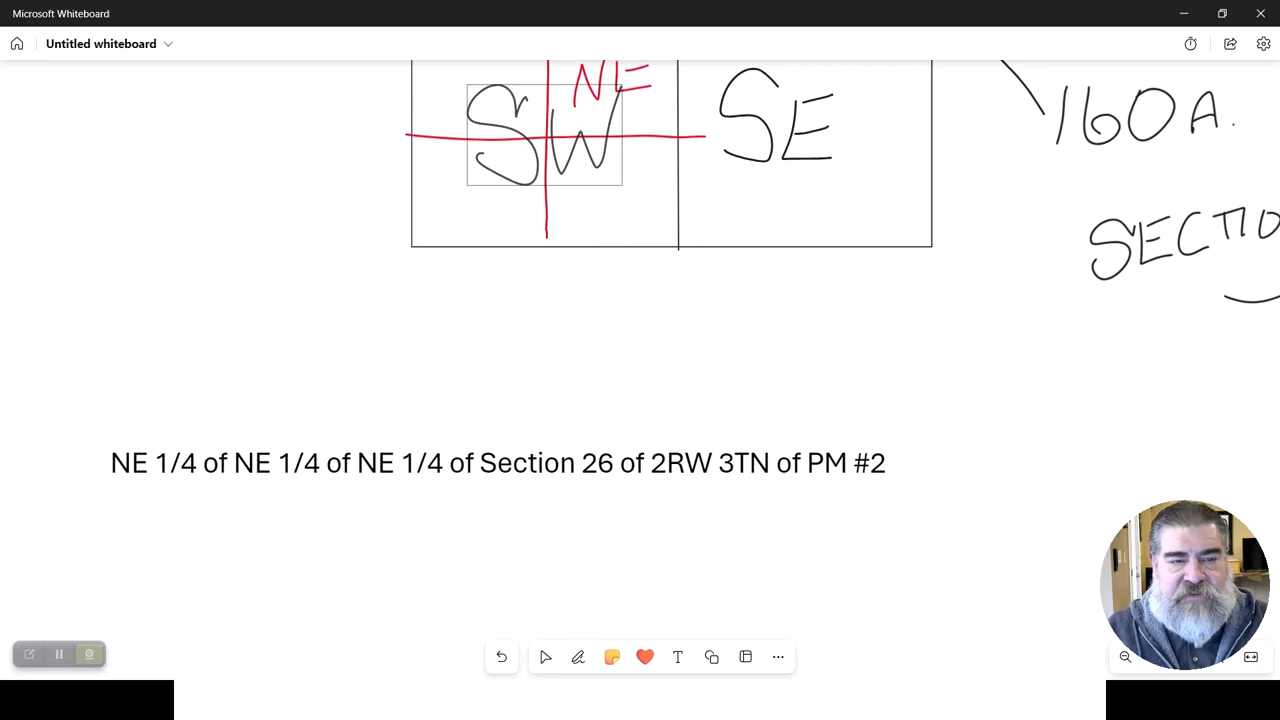 Microsoft Whiteboard
Untitled whiteboard
NE
SW
SE
160A.
SECTIO
NE 1/4 of NE 1/4 of NE 1/4 of Section 26 of 2RW 3TN of PM #2
T